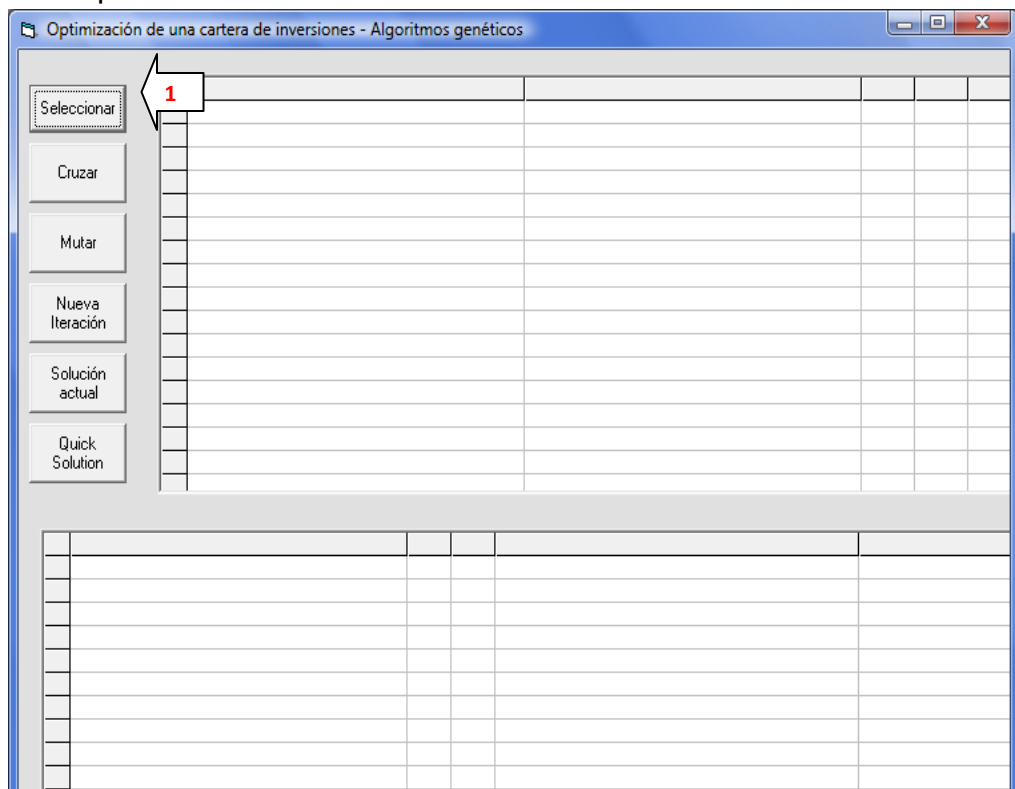 Optimización de una cartera de inversiones - Algoritmos genéticos
1
Seleccionar
Cruzar
Mutar
Nueva
Iteración
Solución
actual
Quick
Solution